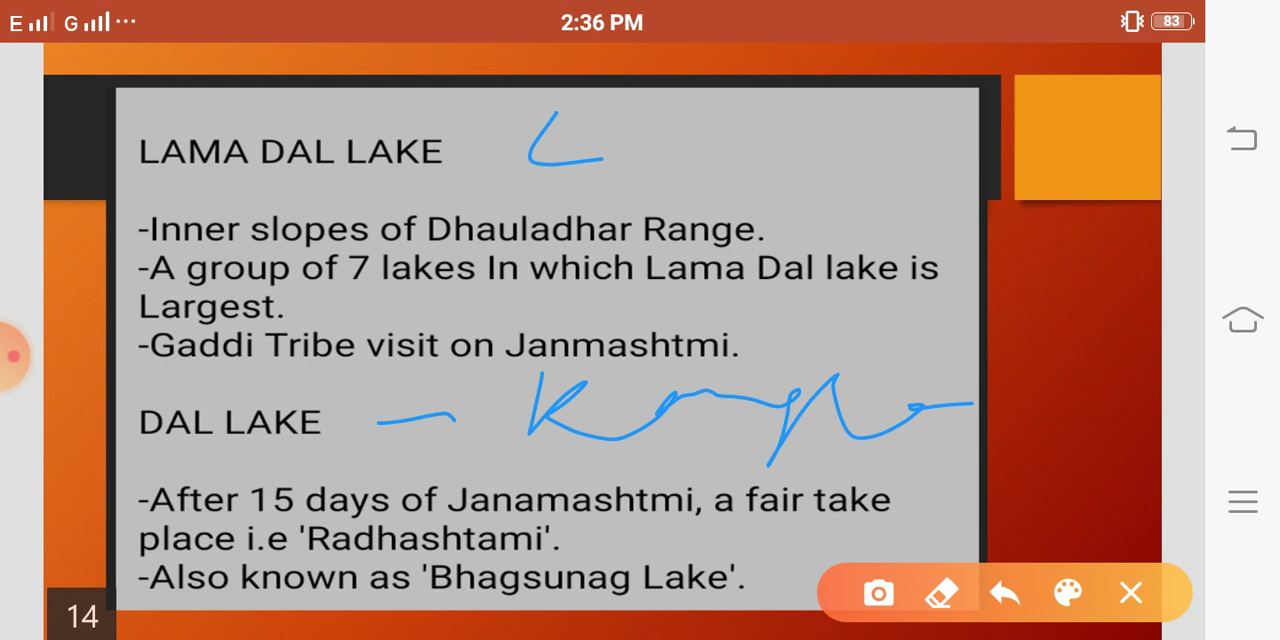 E G ... 2:36 PM 83
LAMA DAL LAKE
-Inner slopes of Dhauladhar Range.
-A group of 7 lakes In which Lama Dal lake is
Largest.
-Gaddi Tribe visit on Janmashtmi.
DAL LAKE — Kangra
-After 15 days of Janamashtmi, a fair take
place i.e 'Radhashtami'.
-Also known as 'Bhagsunag Lake'.
14